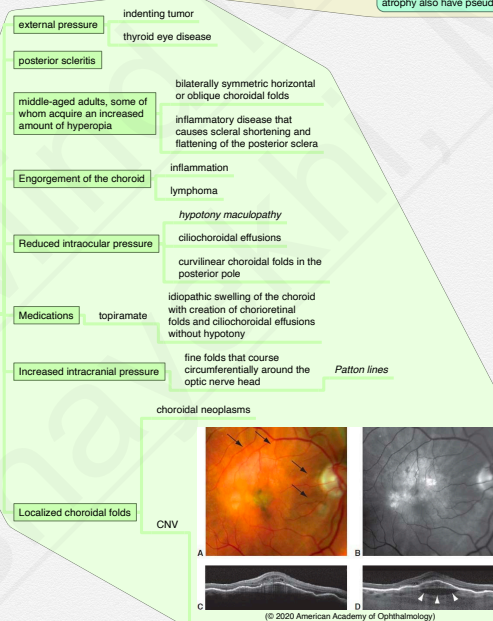 atrophy also have pseud
external pressure
indenting tumor
thyroid eye disease
posterior scleritis
middle-aged adults, some of
whom acquire an increased
amount of hyperopia
bilaterally symmetric horizontal
or oblique choroidal folds
inflammatory disease that
causes scleral shortening and
flattening of the posterior sclera
Engorgement of the choroid
inflammation
lymphoma
Reduced intraocular pressure
hypotony maculopathy
ciliochoroidal effusions
curvilinear choroidal folds in the
posterior pole
Medications
topiramate
idiopathic swelling of the choroid
with creation of chorioretinal
folds and ciliochoroidal effusions
without hypotony
Increased intracranial pressure
fine folds that course
circumferentially around the
optic nerve head
Patton lines
Localized choroidal folds
choroidal neoplasms
CNV
A
B
C
D
(© 2020 American Academy of Ophthalmology)